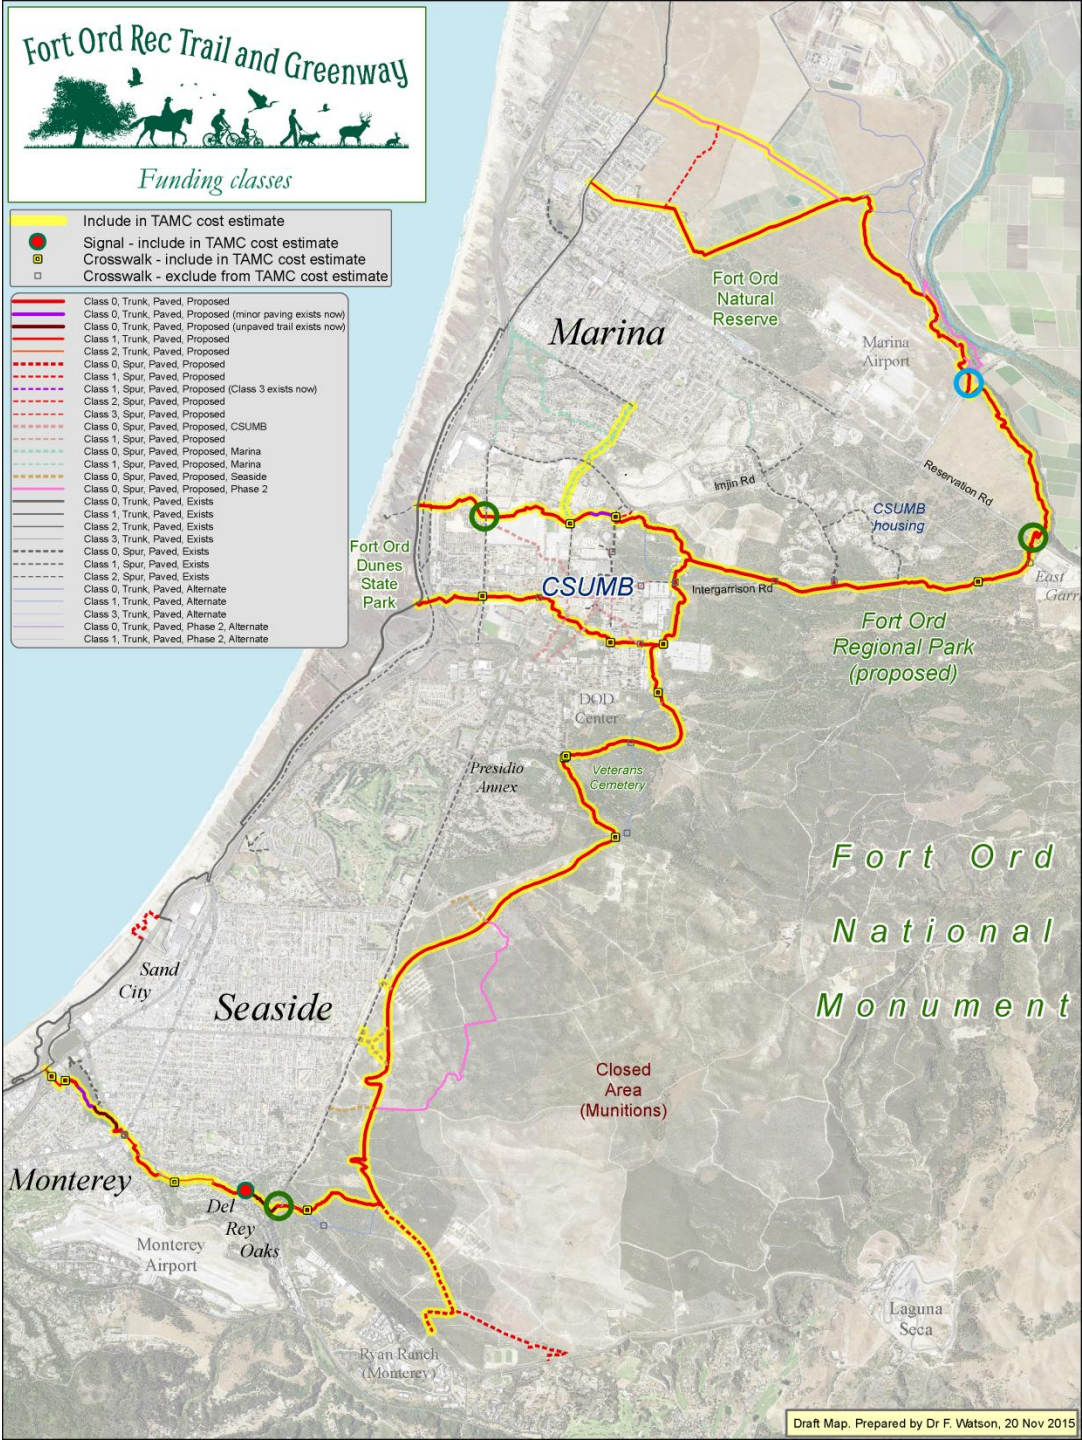 Fort Ord Rec Trail and Greenway
Funding classes
Include in TAMC cost estimate
Signal - include in TAMC cost estimate
Crosswalk - include in TAMC cost estimate
Crosswalk - exclude from TAMC cost estimate
Class 0, Trunk, Paved, Proposed
Class 0, Trunk, Paved, Proposed (minor paving exists now)
Class 0, Trunk, Paved, Proposed (unpaved trail exists now)
Class 1, Trunk, Paved, Proposed
Class 2, Trunk, Paved, Proposed
Class 0, Spur, Paved, Proposed
Class 1, Spur, Paved, Proposed
Class 1, Spur, Paved, Proposed (Class 3 exists now)
Class 2, Spur, Paved, Proposed
Class 3, Spur, Paved, Proposed
Class 0, Spur, Paved, Proposed, CSUMB
Class 1, Spur, Paved, Proposed
Class 0, Spur, Paved, Proposed, Marina
Class 1, Spur, Paved, Proposed, Marina
Class 0, Spur, Paved, Proposed, Seaside
Class 0, Spur, Paved, Proposed, Phase 2
Class 0, Trunk, Paved, Exists
Class 1, Trunk, Paved, Exists
Class 2, Trunk, Paved, Exists
Class 3, Trunk, Paved, Exists
Class 0, Spur, Paved, Exists
Class 1, Spur, Paved, Exists
Class 2, Spur, Paved, Exists
Class 0, Trunk, Paved, Alternate
Class 1, Trunk, Paved, Alternate
Class 3, Trunk, Paved, Alternate
Class 0, Trunk, Paved, Phase 2, Alternate
Class 1, Trunk, Paved, Phase 2, Alternate
Fort Ord
Natural
Reserve
Marina
Marina
Airport
Imjin Rd
Reservation Rd
CSUMB
housing
Fort Ord
Dunes
State
Park
CSUMB
Intergarrison Rd
East
Garri
Fort Ord
Regional Park
(proposed)
DOD
Center
Presidio
Annex
Veterans
Cemetery
Fort Ord
National
Monument
Sand
City
Seaside
Closed
Area
(Munitions)
Monterey
Del
Rey
Oaks
Monterey
Airport
Ryan Ranch
(Monterey)
Laguna
Seca
Draft Map. Prepared by Dr F. Watson, 20 Nov 2015